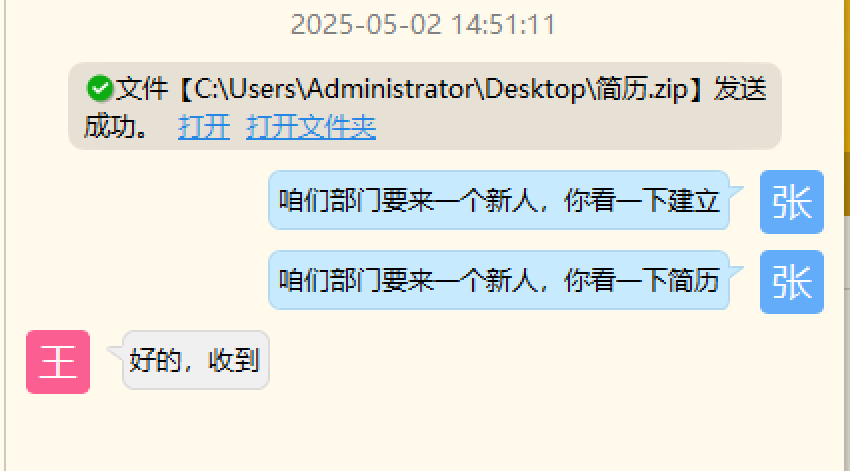 2025-05-02 14:51:11
文件【C:\Users\Administrator\Desktop\简历.zip】发送
成功。 打开 打开文件夹
咱们部门要来一个新人，你看一下建立
张
咱们部门要来一个新人，你看一下简历
张
王
好的，收到